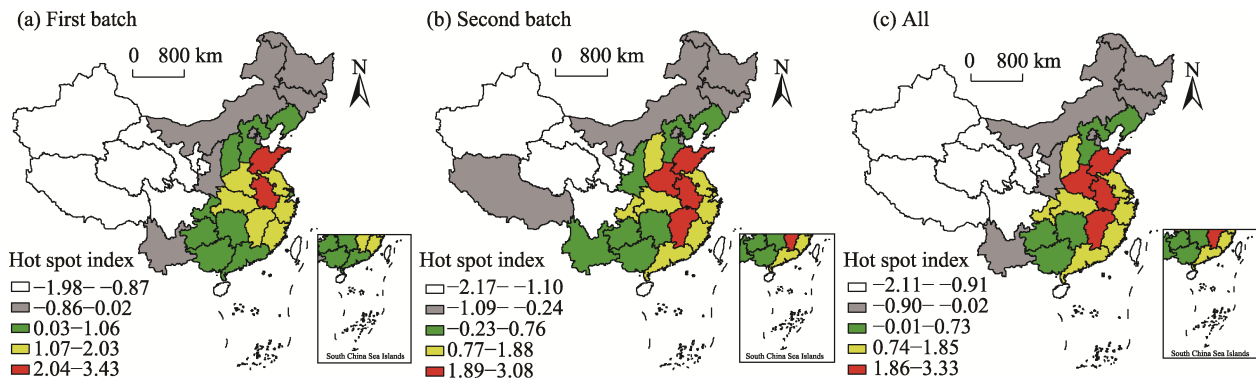 (a) First batch
0 800 km
N
Hot spot index
−1.98− −0.87
−0.86−0.02
0.03−1.06
1.07−2.03
2.04−3.43
South China Sea Islands
(b) Second batch
0 800 km
N
Hot spot index
−2.17− −1.10
−1.09− −0.24
−0.23−0.76
0.77−1.88
1.89−3.08
South China Sea Islands
(c) All
0 800 km
N
Hot spot index
−2.11− −0.91
−0.90− −0.02
−0.01−0.73
0.74−1.85
1.86−3.33
South China Sea Islands